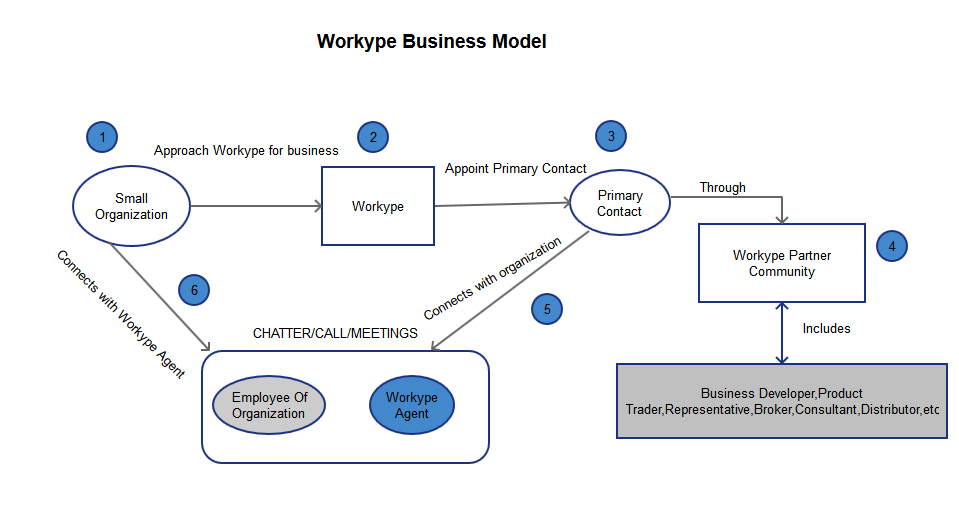 Workype Business Model
1
2
3
Approach Workype for business
Appoint Primary Contact
Small
Organization
Workype
Primary
Contact
Through
Workype Partner
Community
4
Connects with Workype Agent
6
Connects with organization
5
Includes
CHATTER/CALL/MEETINGS
Employee Of
Organization
Workype
Agent
Business Developer,Product
Trader,Representative,Broker,Consultant,Distributor,etc